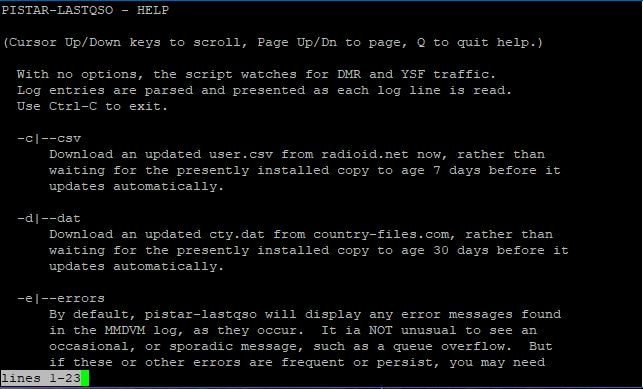 PISTAR-LASTQSO - HELP
(Cursor Up/Down keys to scroll, Page Up/Dn to page, Q to quit help.)
With no options, the script watches for DMR and YSF traffic.
Log entries are parsed and presented as each log line is read.
Use Ctrl-C to exit.
-c|--csv
Download an updated user.csv from radioid.net now, rather than
waiting for the presently installed copy to age 7 days before it
updates automatically.
-d|--dat
Download an updated cty.dat from country-files.com, rather than
waiting for the presently installed copy to age 30 days before it
updates automatically.
-e|--errors
By default, pistar-lastqso will display any error messages found
in the MMDVM log, as they occur.  It ia NOT unusual to see an
occasional, or sporadic message, such as a queue overflow.  But
if these or other errors are frequent or persist, you may need
lines 1-23